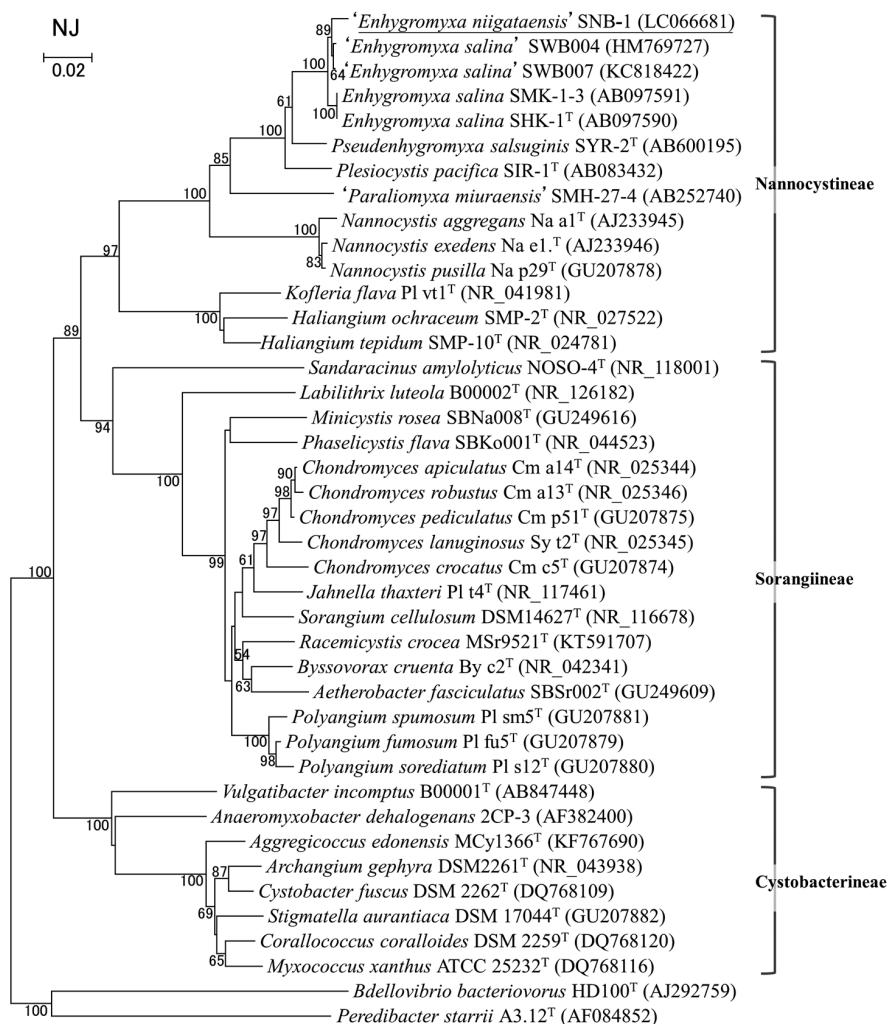 NJ
0.02
'Enhygromyxa niigataensis' SNB-1 (LC066681)
89
'Enhygromyxa salina' SWB004 (HM769727)
100
64
'Enhygromyxa salina' SWB007 (KC818422)
Enhygromyxa salina SMK-1-3 (AB097591)
61
100
Enhygromyxa salina SHK-1ᵀ (AB097590)
100
Pseudenhygromyxa salsuginis SYR-2ᵀ (AB600195)
85
Plesiocystis pacifica SIR-1ᵀ (AB083432)
Nannocystineae
100
'Paraliomyxa miuraensis' SMH-27-4 (AB252740)
Nannocystis aggregans Na a1ᵀ (AJ233945)
100
97
Nannocystis exedens Na e1.ᵀ (AJ233946)
83
Nannocystis pusilla Na p29ᵀ (GU207878)
Kofleria flava Pl vt1ᵀ (NR_041981)
100
Haliangium ochraceum SMP-2ᵀ (NR_027522)
89
Haliangium tepidum SMP-10ᵀ (NR_024781)
Sandaracinus amylolyticus NOSO-4ᵀ (NR_118001)
Labilithrix luteola B00002ᵀ (NR_126182)
94
Minicystis rosea SBNa008ᵀ (GU249616)
Phaselicystis flava SBKo001ᵀ (NR_044523)
100
90
Chondromyces apiculatus Cm a14ᵀ (NR_025344)
98
Chondromyces robustus Cm a13ᵀ (NR_025346)
97
Chondromyces pediculatus Cm p51ᵀ (GU207875)
97
Chondromyces lanuginosus Sy t2ᵀ (NR_025345)
99
61
Chondromyces crocatus Cm c5ᵀ (GU207874)
100
Sorangiineae
Jahnella thaxteri Pl t4ᵀ (NR_117461)
Sorangium cellulosum DSM14627ᵀ (NR_116678)
Racemicystis crocea MSr9521ᵀ (KT591707)
54
Byssovorax cruenta By c2ᵀ (NR_042341)
63
Aetherobacter fasciculatus SBSr002ᵀ (GU249609)
Polyangium spumosum Pl sm5ᵀ (GU207881)
100
Polyangium fumosum Pl fu5ᵀ (GU207879)
98
Polyangium sorediatum Pl s12ᵀ (GU207880)
Vulgatibacter incomptus B00001ᵀ (AB847448)
100
Anaeromyxobacter dehalogenans 2CP-3 (AF382400)
Aggregicoccus edonensis MCy1366ᵀ (KF767690)
100
87
Archangium gephyra DSM2261ᵀ (NR_043938)
Cystobacterineae
Cystobacter fuscus DSM 2262ᵀ (DQ768109)
69
Stigmatella aurantiaca DSM 17044ᵀ (GU207882)
Corallococcus coralloides DSM 2259ᵀ (DQ768120)
65
Myxococcus xanthus ATCC 25232ᵀ (DQ768116)
Bdellovibrio bacteriovorus HD100ᵀ (AJ292759)
100
Peredibacter starrii A3.12ᵀ (AF084852)